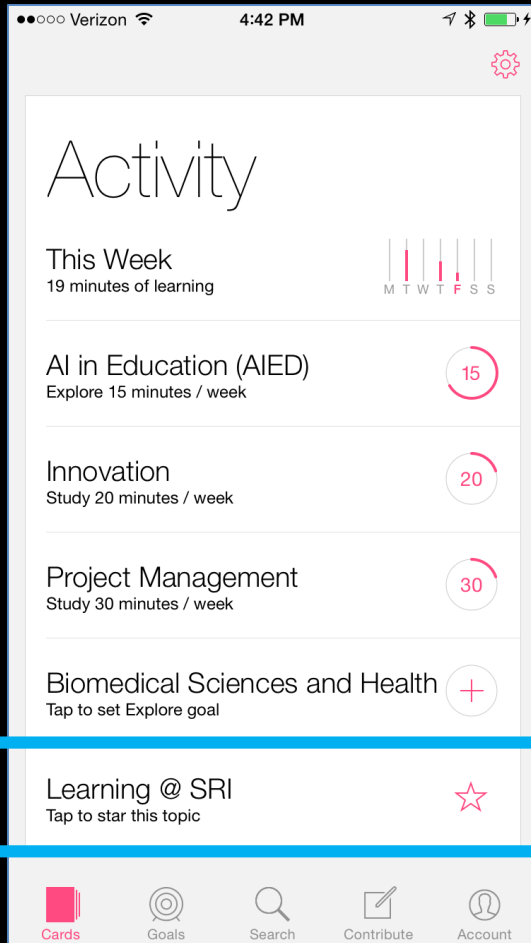 Verizon 4:42 PM
Activity
This Week
19 minutes of learning
M T W T F S S
AI in Education (AIED)
Explore 15 minutes / week
15
Innovation
Study 20 minutes / week
20
Project Management
Study 30 minutes / week
30
Biomedical Sciences and Health
Tap to set Explore goal
Learning @ SRI
Tap to star this topic
Cards Goals Search Contribute Account